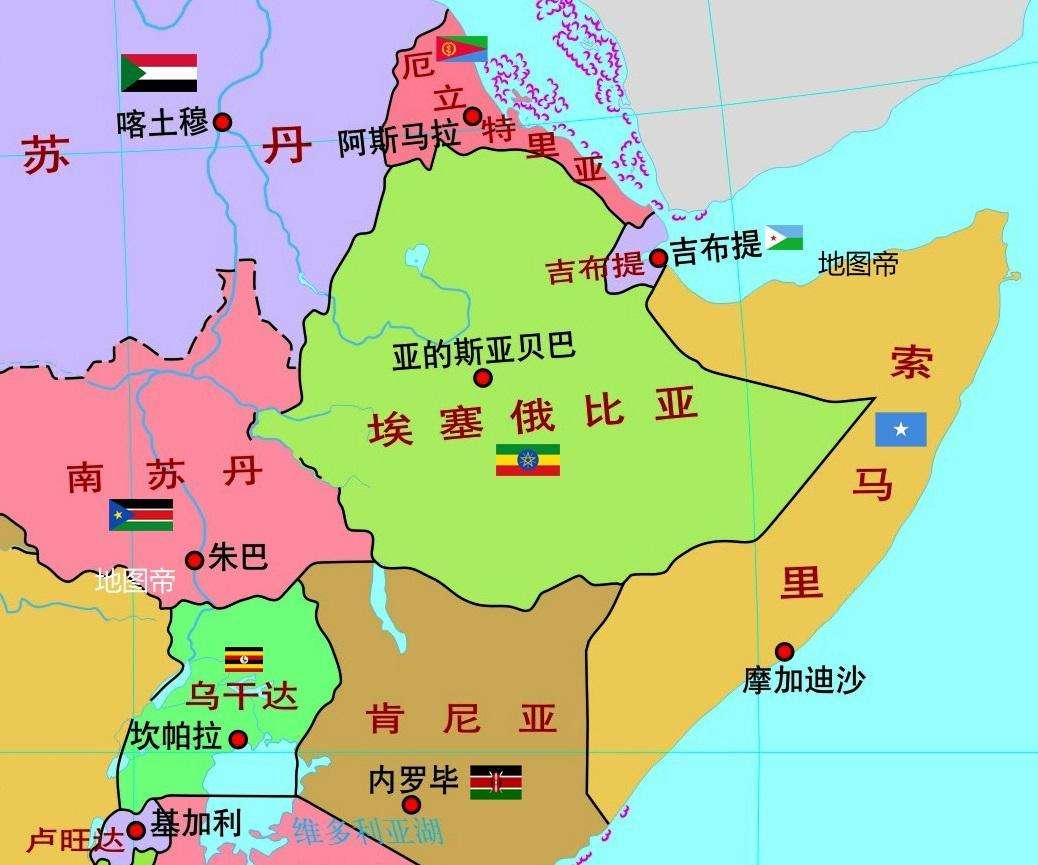 厄立特里亚
喀土穆
苏丹
阿斯马拉
吉布提
吉布提
地图帝
亚的斯亚贝巴
索马里
埃塞俄比亚
南苏丹
朱巴
地图帝
摩加迪沙
乌干达
肯尼亚
坎帕拉
内罗毕
基加利
卢旺达
维多利亚湖